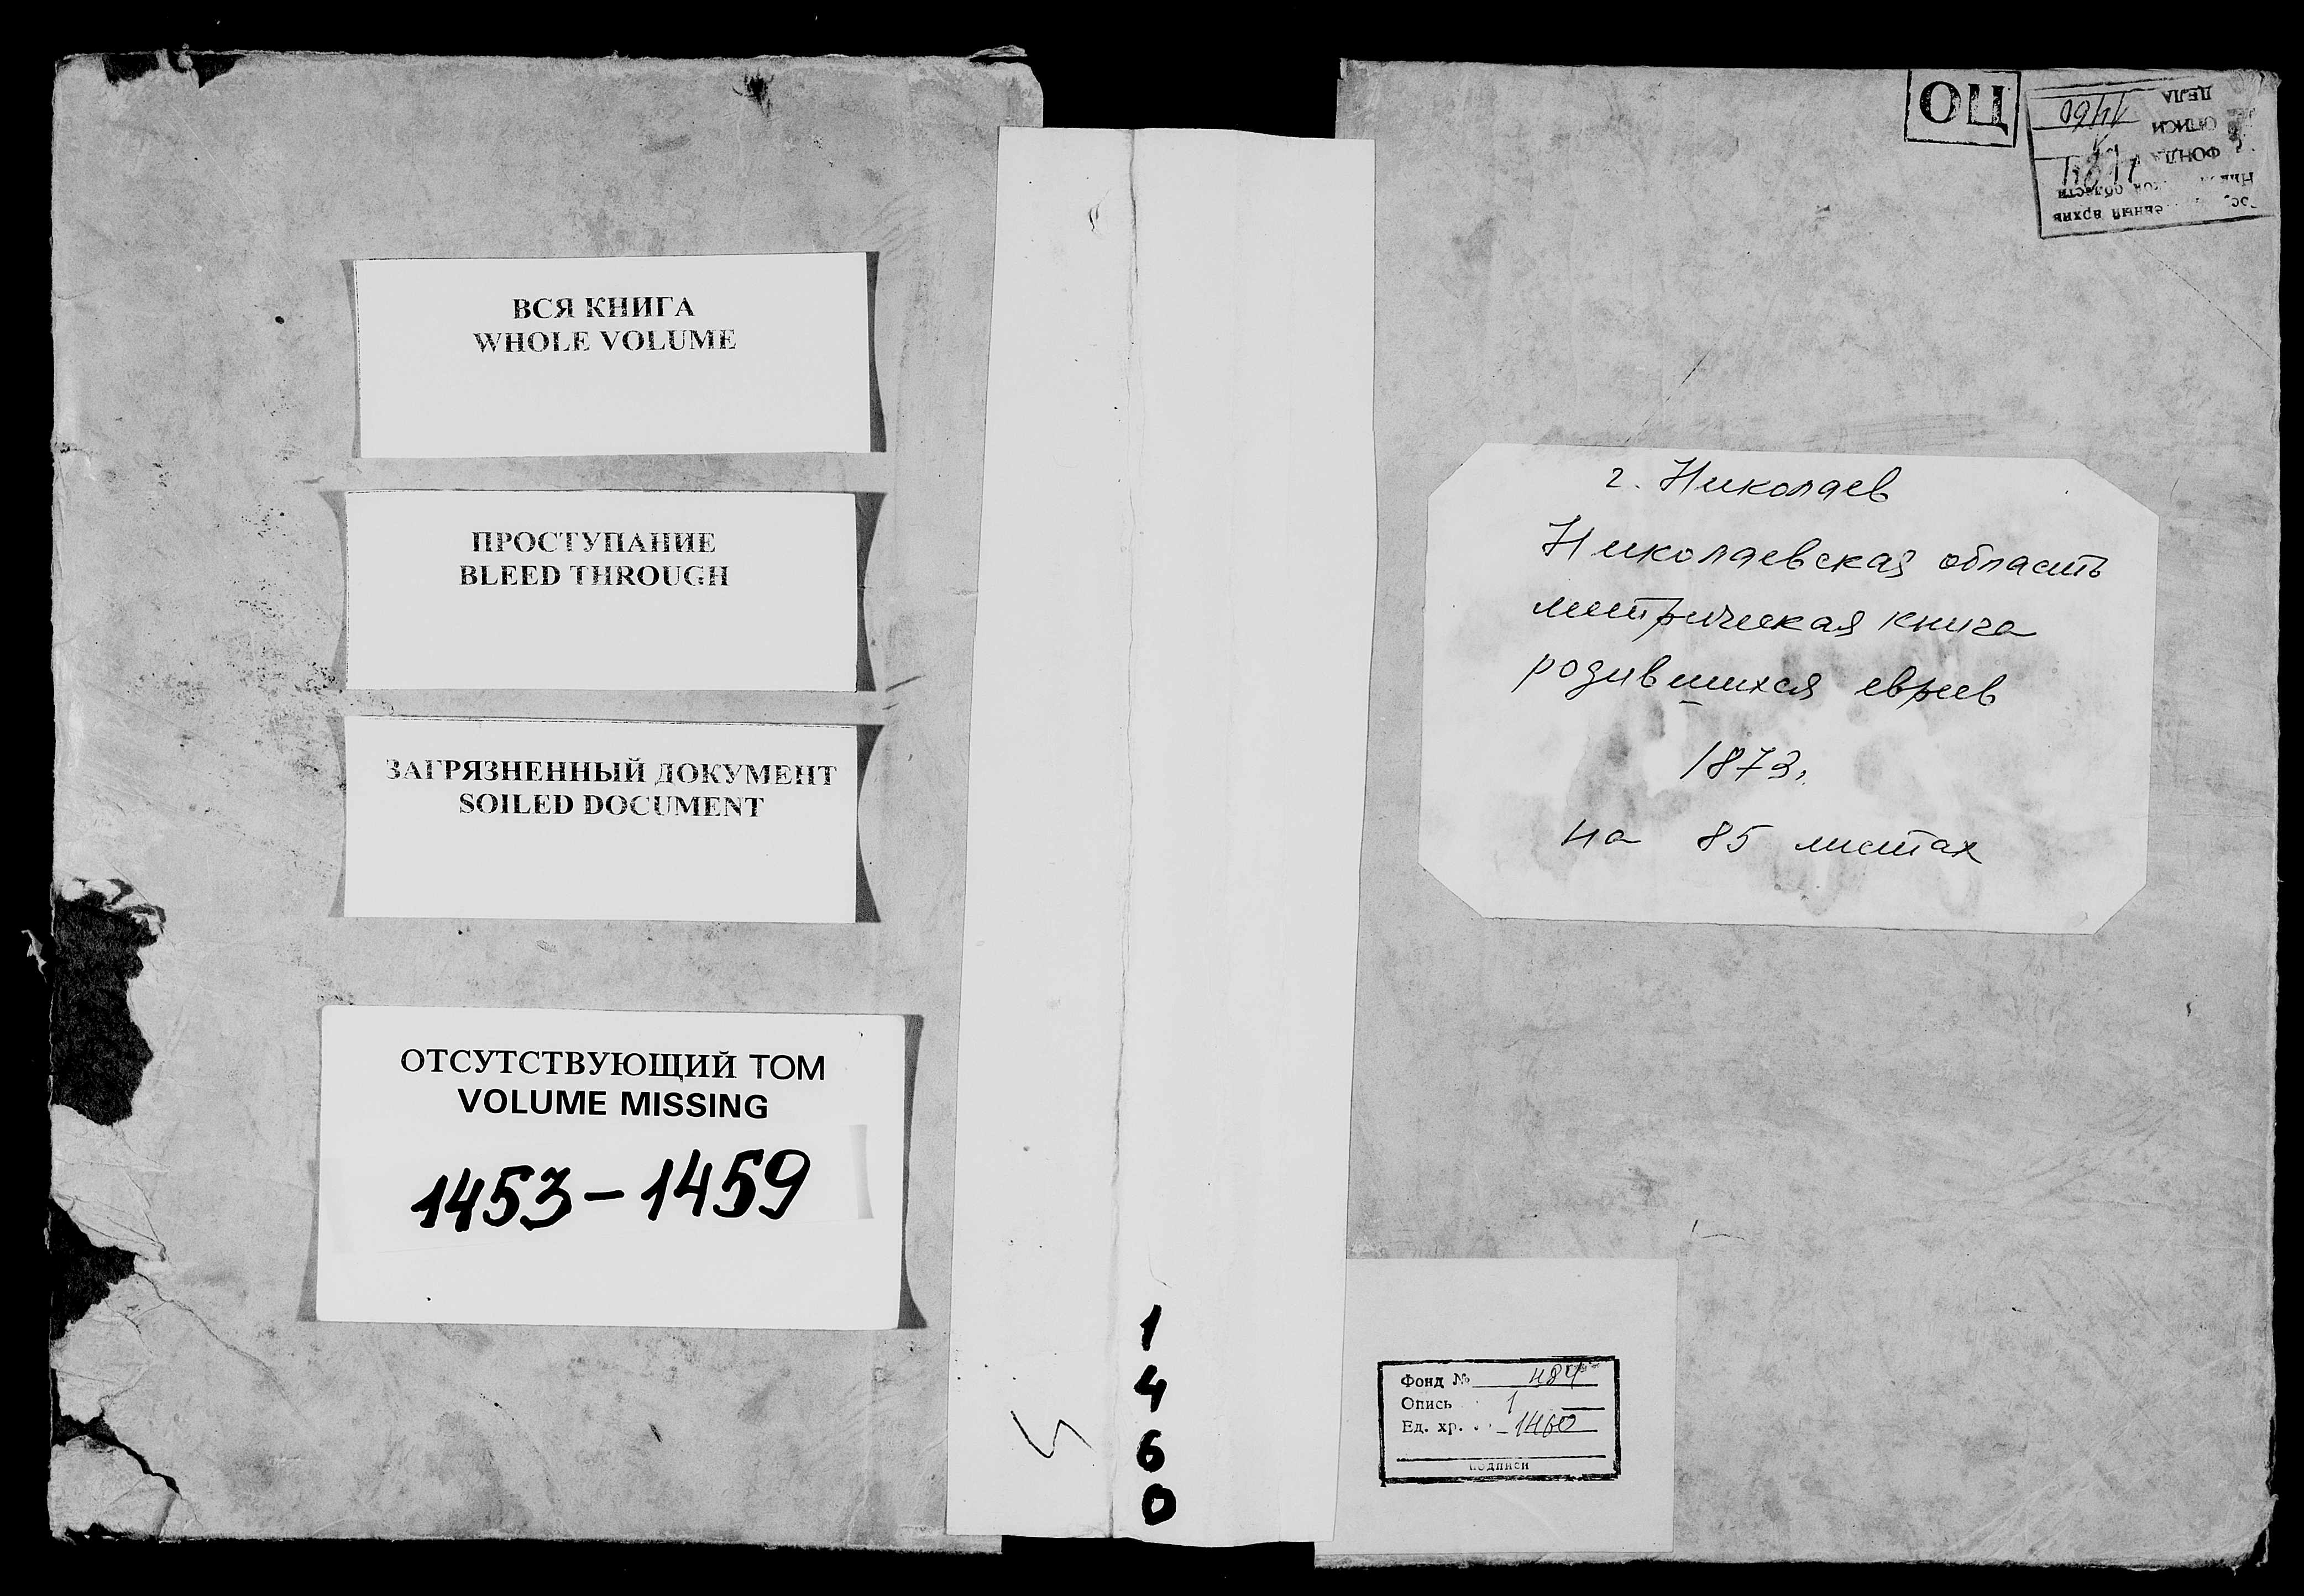 ВСЯ КНИГА
WHOLE VOLUME
ПРОСТУПАНИЕ
BLEED THROUGH
ЗАГРЯЗНЕННЫЙ ДОКУМЕНТ
SOILED DOCUMENT
ОТСУТСТВУЮЩИЙ ТОМ
VOLUME MISSING
1453-1459
1
4
6
0
ОЦ
архив
области
ФОНДА
ОПИСИ
ДЕЛА 1460
г. Николаев
Николаевская область
метрическая книга
родившихся евреев
1873.
на 85 листах
Фонд № 484
Опись 1
Ед. хр. 1460
подписи